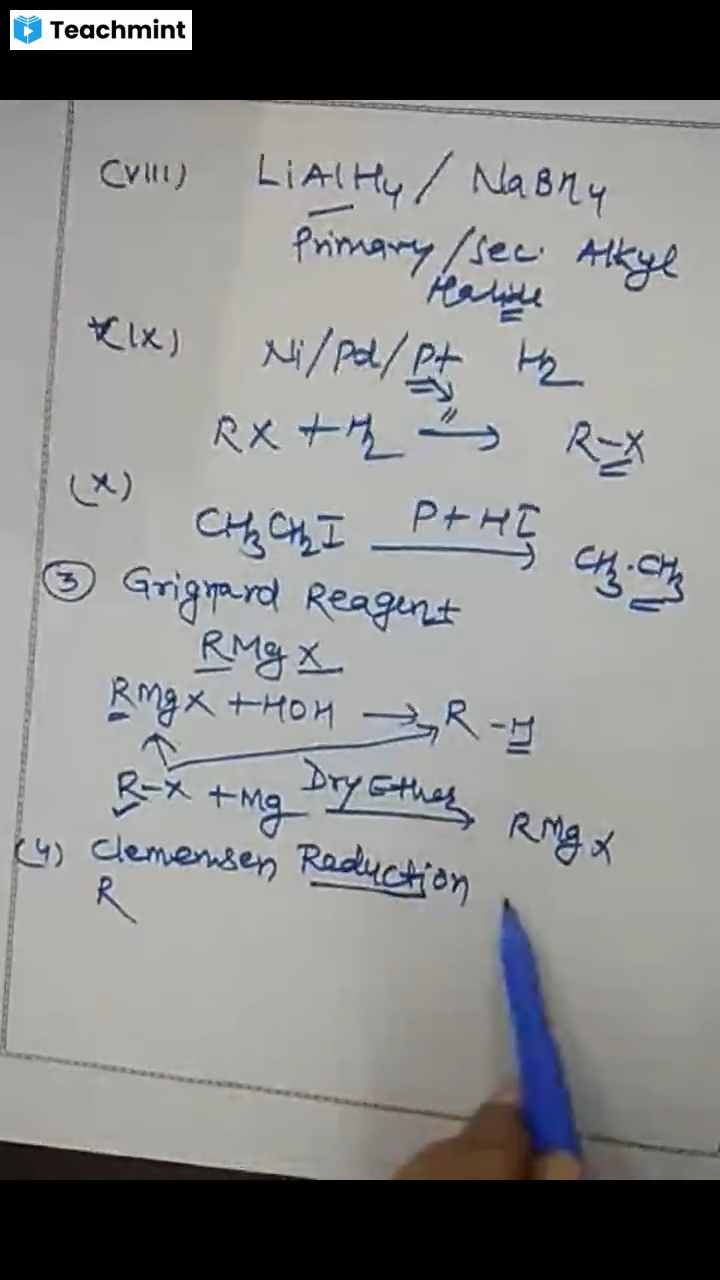 Teachmint
(VIII) LiAlH4 / NaBH4
Primary / Sec. Alkyl
Halide
(IX) Ni/Pd/Pt H2
RX + H2 → R-X
(X)
CH3CH2I P+HI → CH3.CH3
③ Grignard Reagent
RMgX
RMgX + HOH → R-H
R-X + Mg Dry Ether → RMgX
(4) Clemensen Reduction
R